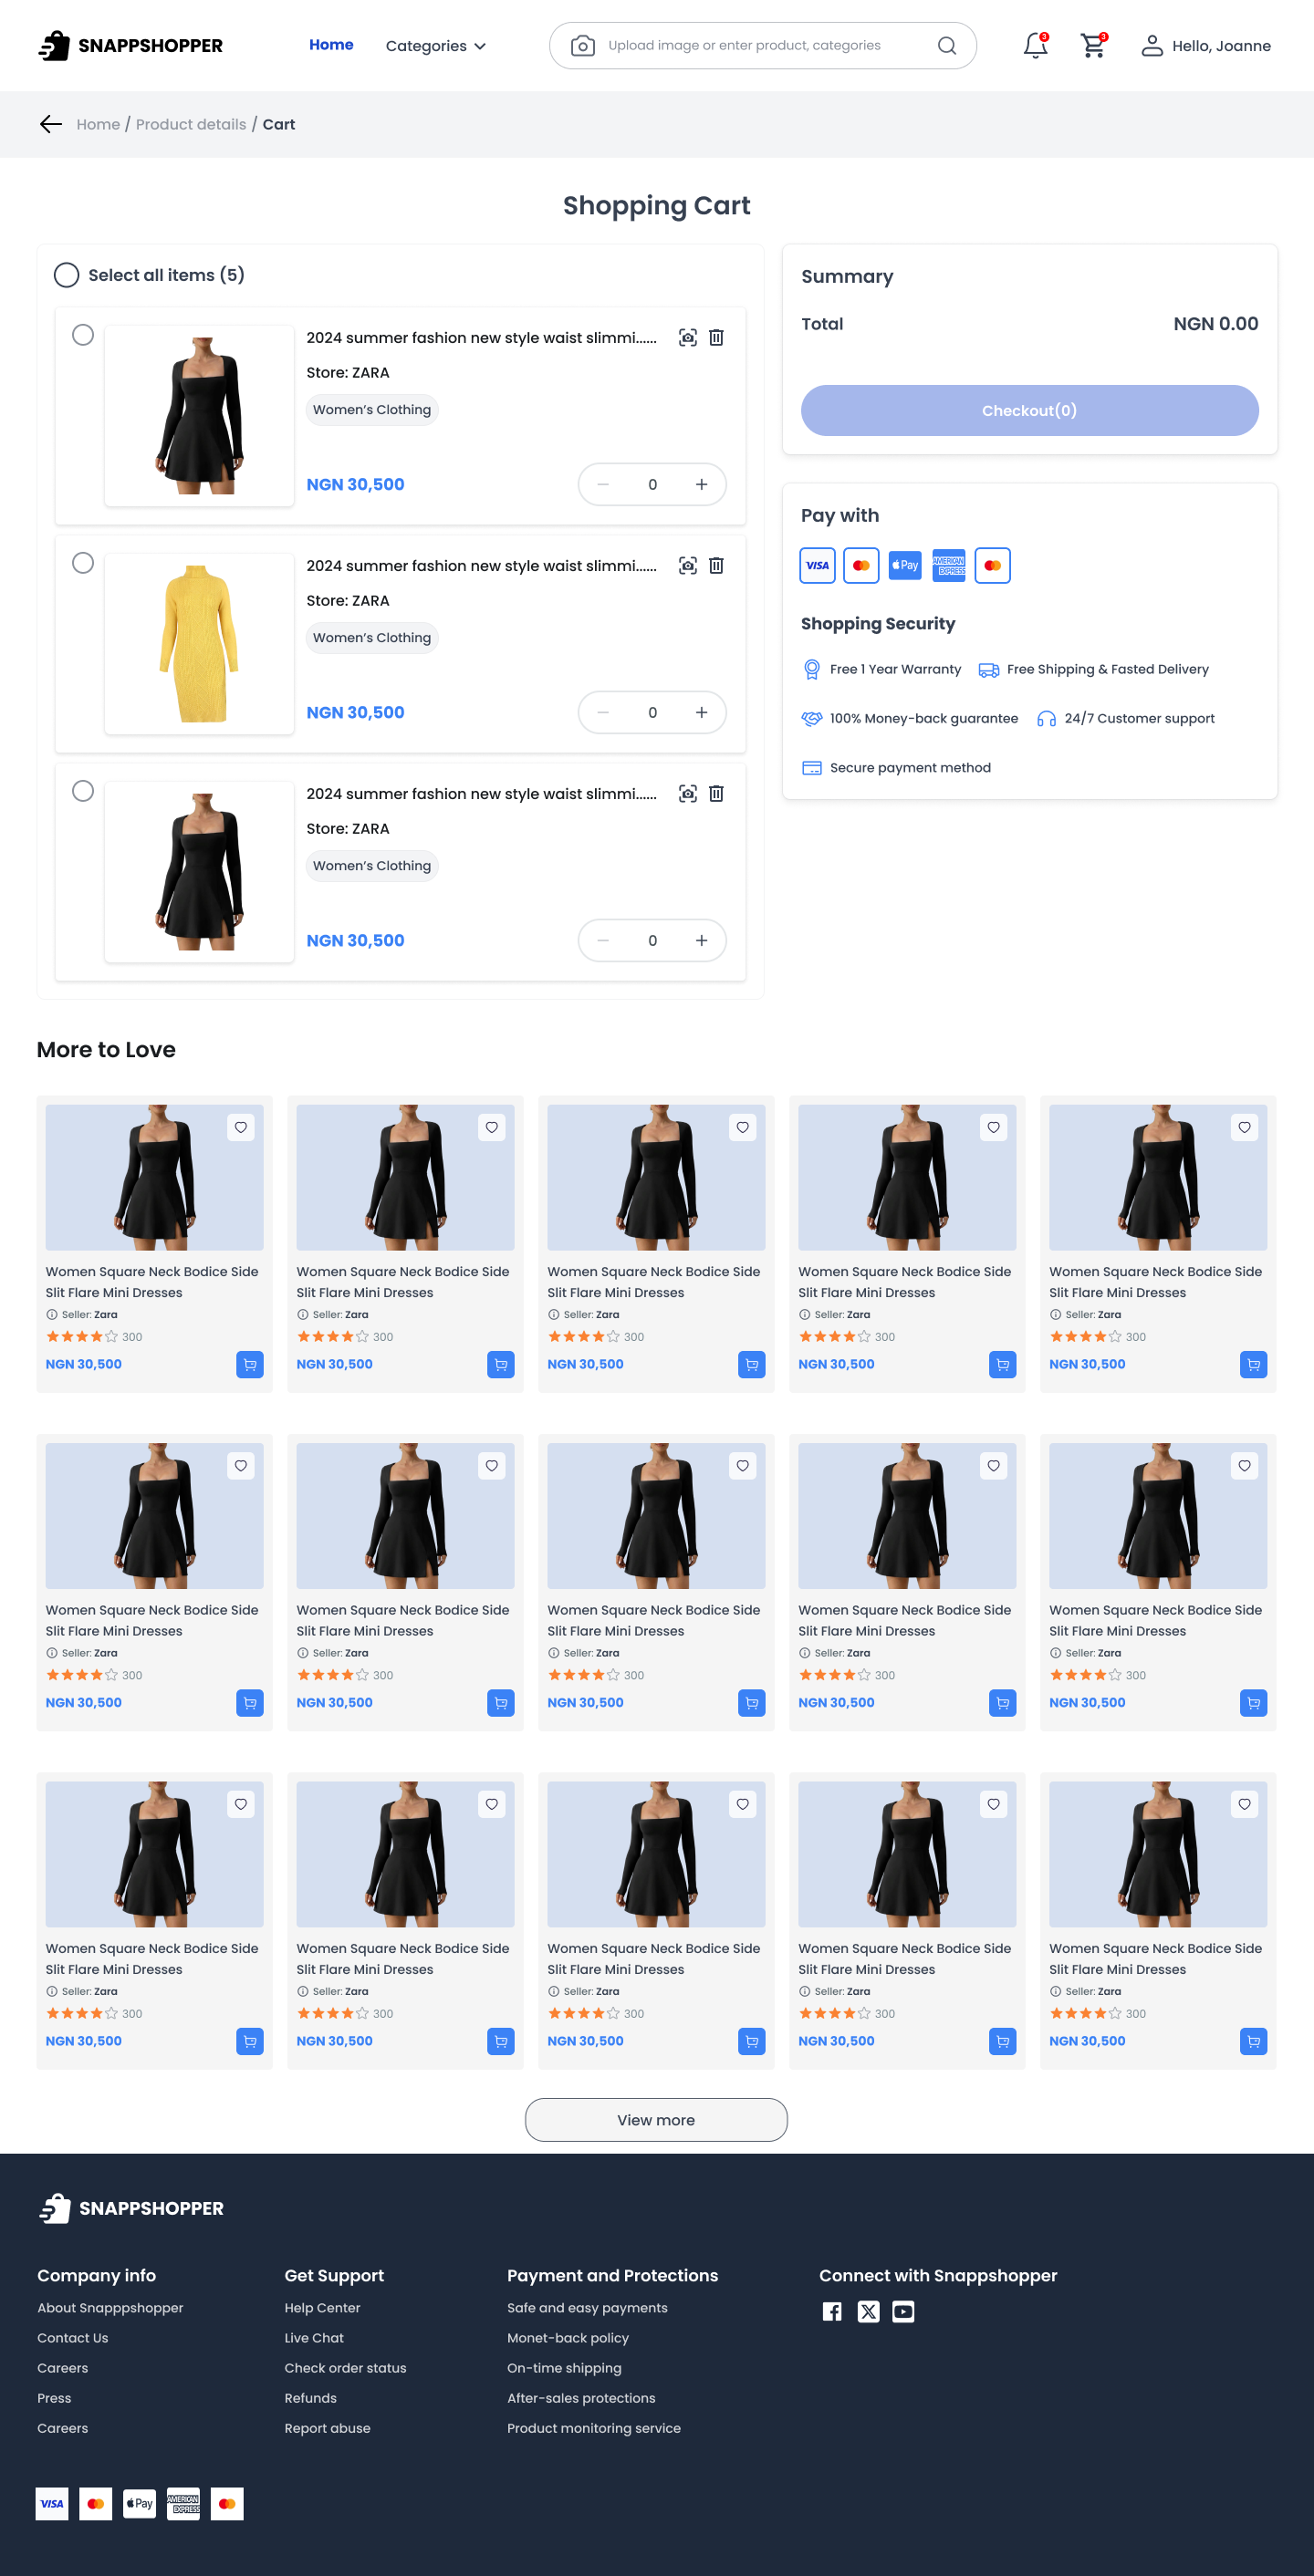 SNAPPSHOPPER
Home
Categories
Upload image or enter product, categories
3
3
Hello, Joanne
Home / Product details / Cart
Shopping Cart
Select all items (5)
2024 summer fashion new style waist slimmi......
Store: ZARA
Women's Clothing
NGN 30,500
0
2024 summer fashion new style waist slimmi......
Store: ZARA
Women's Clothing
NGN 30,500
0
2024 summer fashion new style waist slimmi......
Store: ZARA
Women's Clothing
NGN 30,500
0
Summary
Total NGN 0.00
Checkout(0)
Pay with
VISA
Pay
AMERICAN EXPRESS
Shopping Security
Free 1 Year Warranty
Free Shipping & Fasted Delivery
100% Money-back guarantee
24/7 Customer support
Secure payment method
More to Love
Women Square Neck Bodice Side
Slit Flare Mini Dresses
Seller: Zara
300
NGN 30,500
Women Square Neck Bodice Side
Slit Flare Mini Dresses
Seller: Zara
300
NGN 30,500
Women Square Neck Bodice Side
Slit Flare Mini Dresses
Seller: Zara
300
NGN 30,500
Women Square Neck Bodice Side
Slit Flare Mini Dresses
Seller: Zara
300
NGN 30,500
Women Square Neck Bodice Side
Slit Flare Mini Dresses
Seller: Zara
300
NGN 30,500
Women Square Neck Bodice Side
Slit Flare Mini Dresses
Seller: Zara
300
NGN 30,500
Women Square Neck Bodice Side
Slit Flare Mini Dresses
Seller: Zara
300
NGN 30,500
Women Square Neck Bodice Side
Slit Flare Mini Dresses
Seller: Zara
300
NGN 30,500
Women Square Neck Bodice Side
Slit Flare Mini Dresses
Seller: Zara
300
NGN 30,500
Women Square Neck Bodice Side
Slit Flare Mini Dresses
Seller: Zara
300
NGN 30,500
Women Square Neck Bodice Side
Slit Flare Mini Dresses
Seller: Zara
300
NGN 30,500
Women Square Neck Bodice Side
Slit Flare Mini Dresses
Seller: Zara
300
NGN 30,500
Women Square Neck Bodice Side
Slit Flare Mini Dresses
Seller: Zara
300
NGN 30,500
Women Square Neck Bodice Side
Slit Flare Mini Dresses
Seller: Zara
300
NGN 30,500
Women Square Neck Bodice Side
Slit Flare Mini Dresses
Seller: Zara
300
NGN 30,500
View more
SNAPPSHOPPER
Company info
About Snapppshopper
Contact Us
Careers
Press
Careers
Get Support
Help Center
Live Chat
Check order status
Refunds
Report abuse
Payment and Protections
Safe and easy payments
Monet-back policy
On-time shipping
After-sales protections
Product monitoring service
Connect with Snappshopper
VISA
Pay
AMERICAN EXPRESS